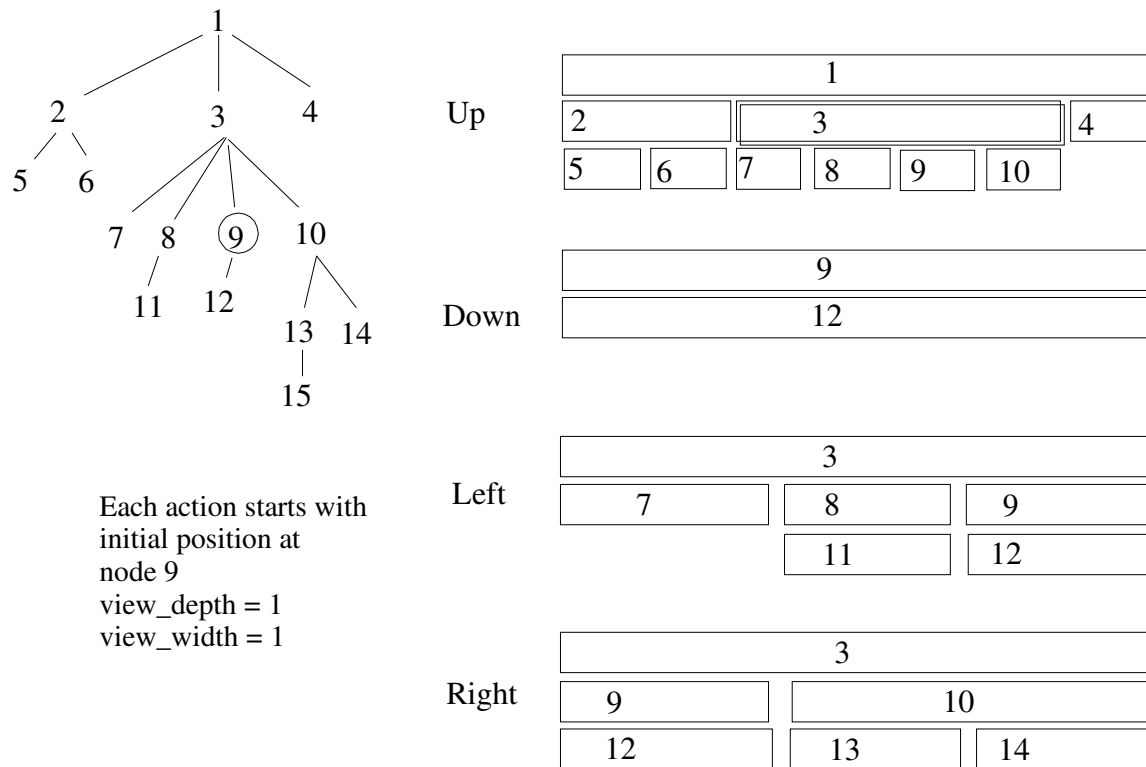 1
2 3 4
5 6
7 8 9 10
11 12
13 14
15
Each action starts with
initial position at
node 9
view_depth = 1
view_width = 1
Up
1
2 3 4
5 6 7 8 9 10
Down
9
12
Left
3
7 8 9
11 12
Right
3
9 10
12 13 14